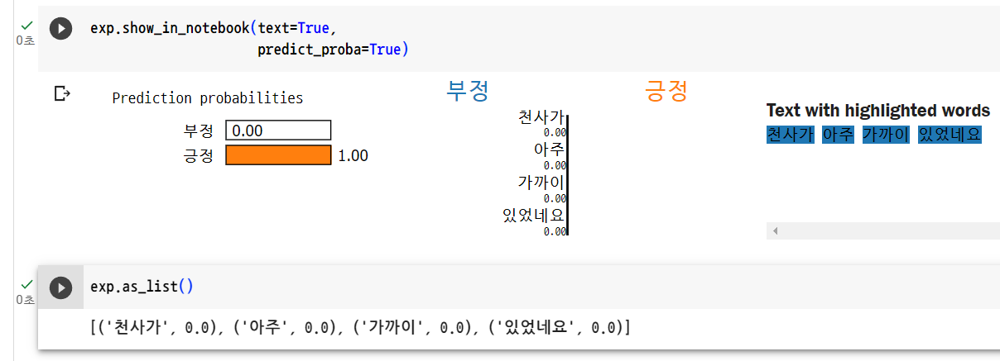 exp.show_in_notebook(text=True,
predict_proba=True)
0초
Prediction probabilities
부정 0.00
긍정 1.00
부정 긍정
천사가
0.00
아주
0.00
가까이
0.00
있었네요
0.00
Text with highlighted words
천사가 아주 가까이 있었네요
exp.as_list()
0초
[('천사가', 0.0), ('아주', 0.0), ('가까이', 0.0), ('있었네요', 0.0)]